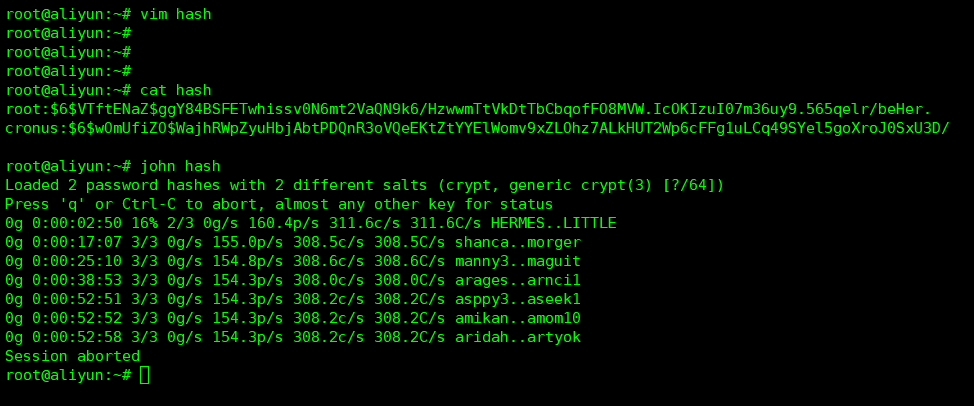 root@aliyun:~# vim hash
root@aliyun:~#
root@aliyun:~#
root@aliyun:~#
root@aliyun:~# cat hash
root:$6$VTftENaZ$ggY84BSFETwhissv0N6mt2VaQN9k6/HzwwmTtVkDtTbCbqofFO8MVW.IcOKIzuI07m36uy9.565qelr/beHer.
cronus:$6$wOmUfiZO$WajhRWpZyuHbjAbtPDQnR3oVQeEKtZtYYElWomv9xZLOhz7ALkHUT2Wp6cFFg1uLCq49SYel5goXroJ0SxU3D/
root@aliyun:~# john hash
Loaded 2 password hashes with 2 different salts (crypt, generic crypt(3) [?/64])
Press 'q' or Ctrl-C to abort, almost any other key for status
0g 0:00:02:50 16% 2/3 0g/s 160.4p/s 311.6c/s 311.6C/s HERMES..LITTLE
0g 0:00:17:07 3/3 0g/s 155.0p/s 308.5c/s 308.5C/s shanca..morger
0g 0:00:25:10 3/3 0g/s 154.8p/s 308.6c/s 308.6C/s manny3..maguit
0g 0:00:38:53 3/3 0g/s 154.3p/s 308.0c/s 308.0C/s arages..arnci1
0g 0:00:52:51 3/3 0g/s 154.3p/s 308.2c/s 308.2C/s asppy3..aseek1
0g 0:00:52:52 3/3 0g/s 154.3p/s 308.2c/s 308.2C/s amikan..amom10
0g 0:00:52:58 3/3 0g/s 154.3p/s 308.2c/s 308.2C/s aridah..artyok
Session aborted
root@aliyun:~#